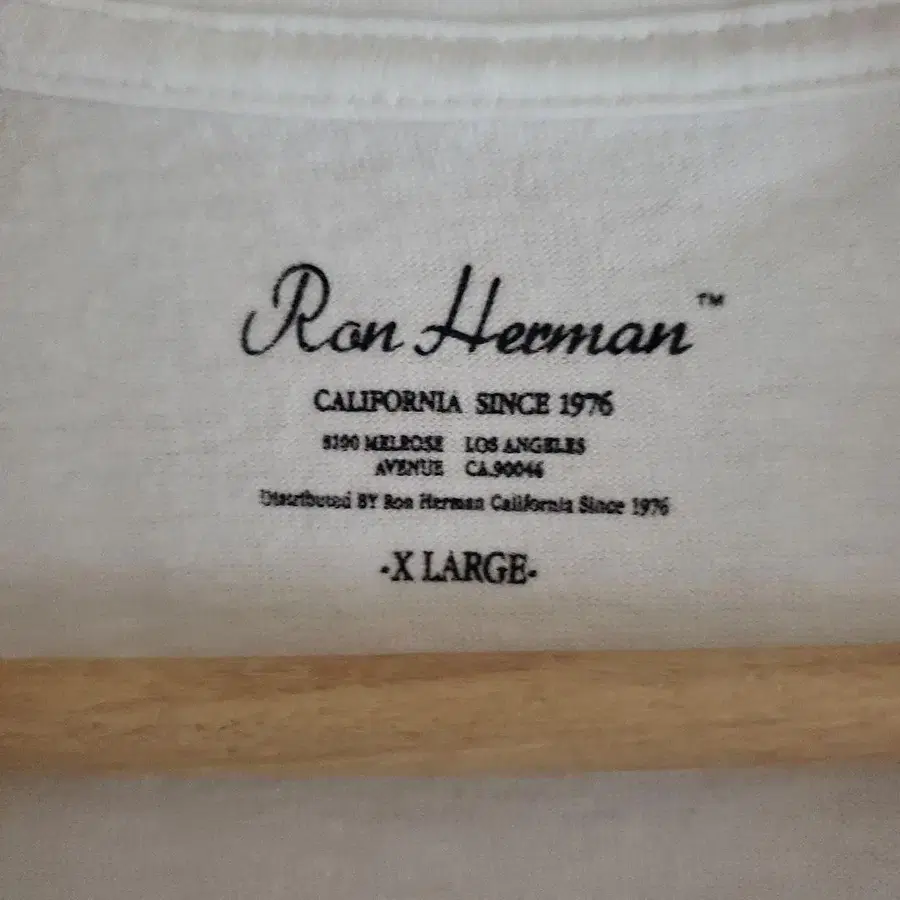 Ron Herman™
CALIFORNIA SINCE 1976
8100 MELROSE LOS ANGELES
AVENUE CA.90046
Distributed BY Ron Herman California Since 1976
-X LARGE-